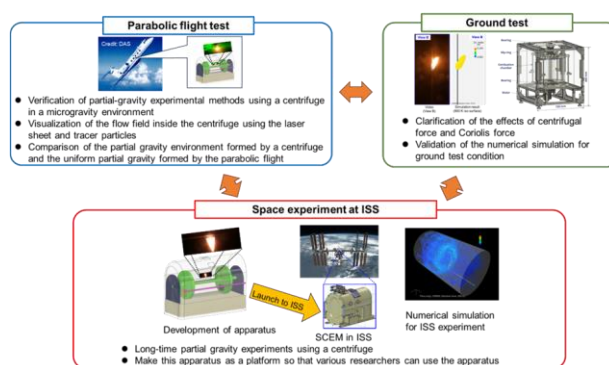 Parabolic flight test
Credit: DAS
● Verification of partial-gravity experimental methods using a centrifuge
in a microgravity environment
● Visualization of the flow field inside the centrifuge using the laser
sheet and tracer particles
● Comparison of the partial gravity environment formed by a centrifuge
and the uniform partial gravity formed by the parabolic flight
Ground test
● Clarification of the effects of centrifugal
force and Coriolis force
● Validation of the numerical simulation for
ground test condition
Space experiment at ISS
Launch to ISS
Development of apparatus
SCEM in ISS
Numerical simulation
for ISS experiment
● Long-time partial gravity experiments using a centrifuge
● Make this apparatus as a platform so that various researchers can use the apparatus